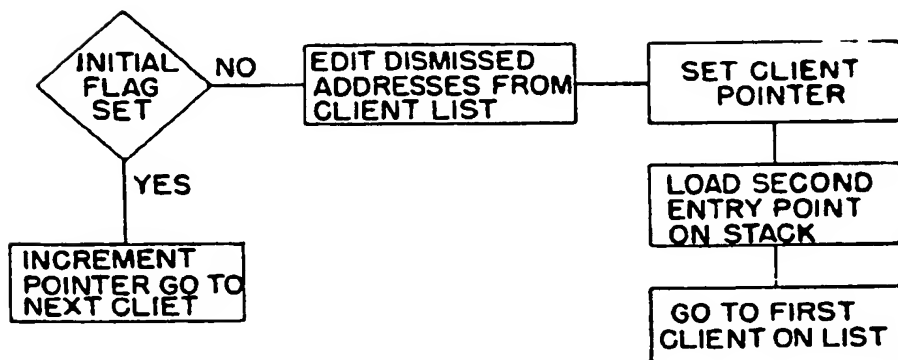 INITIAL
FLAG
SET
NO
EDIT DISMISSED
ADDRESSES FROM
CLIENT LIST
SET CLIENT
POINTER
YES
LOAD SECOND
ENTRY POINT
ON STACK
INCREMENT
POINTER GO TO
NEXT CLIET
GO TO FIRST
CLIENT ON LIST